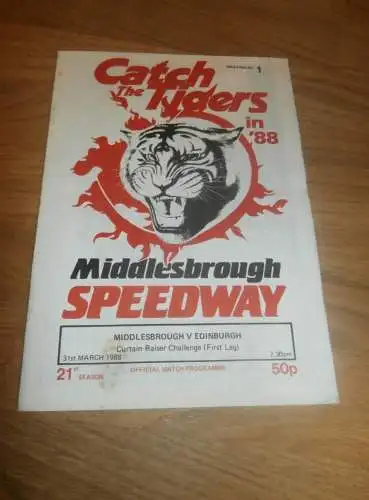 Catch
The Tygers
in '88
1
Middlesbrough
SPEEDWAY
MIDDLESBROUGH V EDINBURGH
Curtain-Raiser Challenge (First Leg)
31st MARCH 1988 7.30pm
21st SEASON OFFICIAL MATCH PROGRAMME 50p